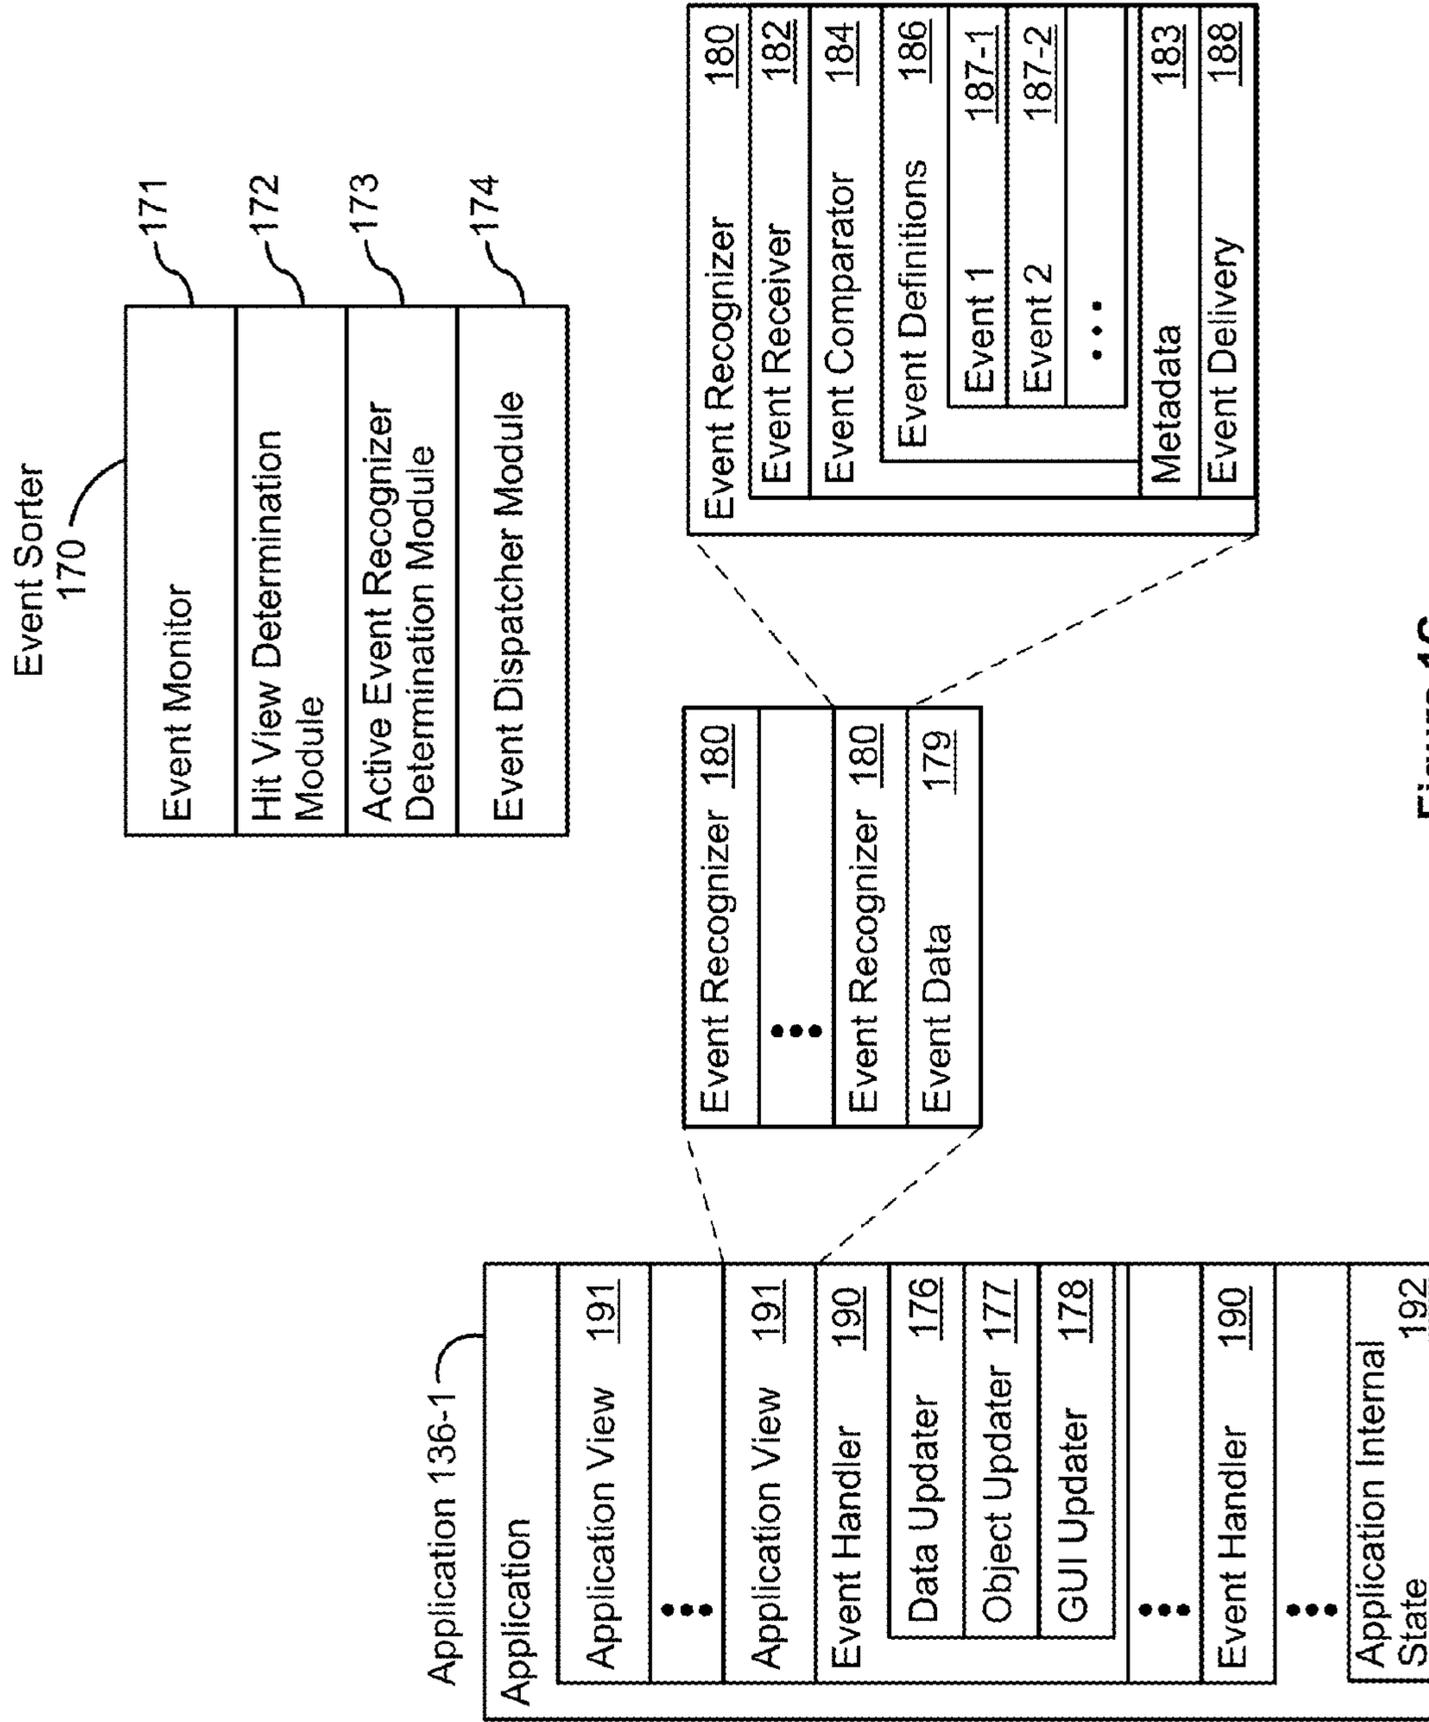 Event Sorter
170
Event Monitor
171
Hit View Determination
Module
172
Active Event Recognizer
Determination Module
173
Event Dispatcher Module
174
Application 136-1
Application
Application View 191
•••
Application View 191
Event Handler 190
Data Updater 176
Object Updater 177
GUI Updater 178
•••
Event Handler 190
•••
Application Internal
State 192
Event Recognizer 180
•••
Event Recognizer 180
Event Data 179
Event Recognizer 180
Event Receiver 182
Event Comparator 184
Event Definitions 186
Event 1 187-1
Event 2 187-2
•••
Metadata 183
Event Delivery 188